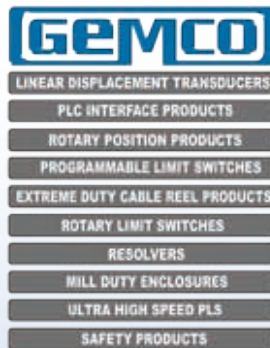 GEMCO
LINEAR DISPLACEMENT TRANSDUCERS
PLC INTERFACE PRODUCTS
ROTARY POSITION PRODUCTS
PROGRAMMABLE LIMIT SWITCHES
EXTREME DUTY CABLE REEL PRODUCTS
ROTARY LIMIT SWITCHES
RESOLVERS
MILL DUTY ENCLOSURES
ULTRA HIGH SPEED PLS
SAFETY PRODUCTS